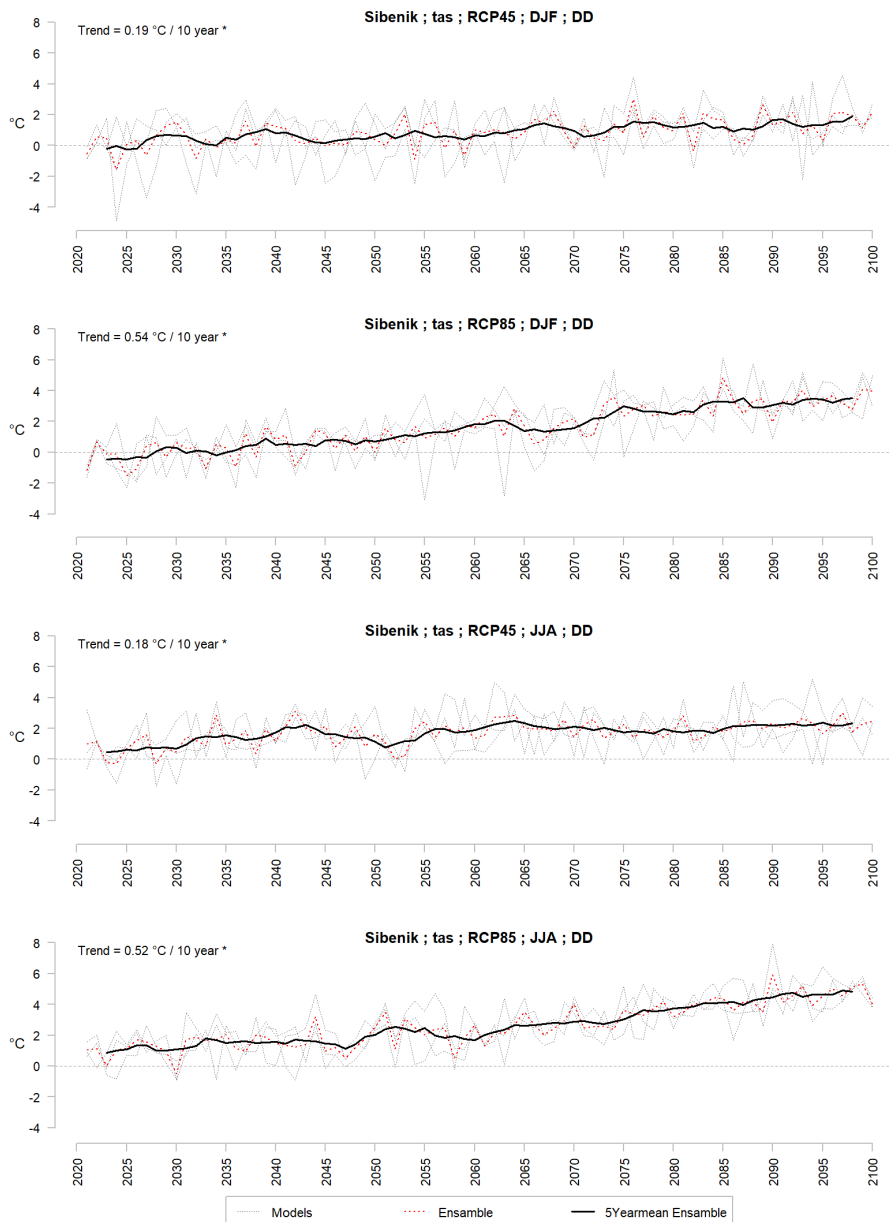 Sibenik ; tas ; RCP45 ; DJF ; DD
Trend = 0.19 °C / 10 year *
8
6
4
2
0
-2
-4
°C
2020 2025 2030 2035 2040 2045 2050 2055 2060 2065 2070 2075 2080 2085 2090 2095 2100
Sibenik ; tas ; RCP85 ; DJF ; DD
Trend = 0.54 °C / 10 year *
8
6
4
2
0
-2
-4
°C
2020 2025 2030 2035 2040 2045 2050 2055 2060 2065 2070 2075 2080 2085 2090 2095 2100
Sibenik ; tas ; RCP45 ; JJA ; DD
Trend = 0.18 °C / 10 year *
8
6
4
2
0
-2
-4
°C
2020 2025 2030 2035 2040 2045 2050 2055 2060 2065 2070 2075 2080 2085 2090 2095 2100
Sibenik ; tas ; RCP85 ; JJA ; DD
Trend = 0.52 °C / 10 year *
8
6
4
2
0
-2
-4
°C
2020 2025 2030 2035 2040 2045 2050 2055 2060 2065 2070 2075 2080 2085 2090 2095 2100
Models Ensamble 5Yearmean Ensamble